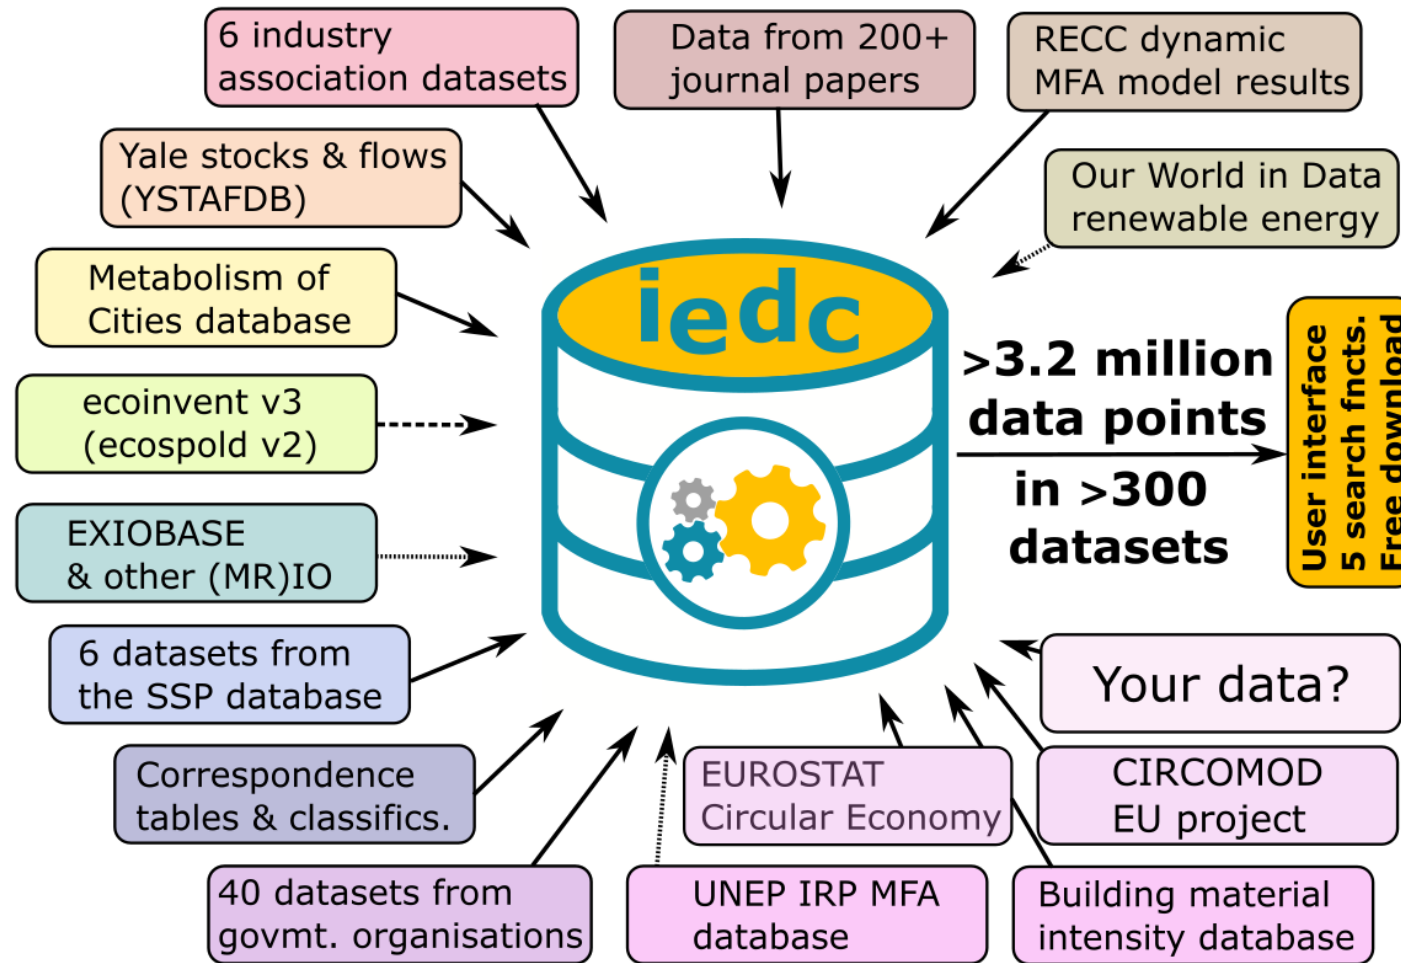 6 industry
association datasets
Data from 200+
journal papers
RECC dynamic
MFA model results
Yale stocks & flows
(YSTAFDB)
Our World in Data
renewable energy
Metabolism of
Cities database
iedc
ecoinvent v3
(ecospold v2)
>3.2 million
data points
in >300
datasets
User interface
5 search fncts.
Free download
EXIOBASE
& other (MR)IO
6 datasets from
the SSP database
Your data?
Correspondence
tables & classifics.
EUROSTAT
Circular Economy
CIRCOMOD
EU project
40 datasets from
govmt. organisations
UNEP IRP MFA
database
Building material
intensity database